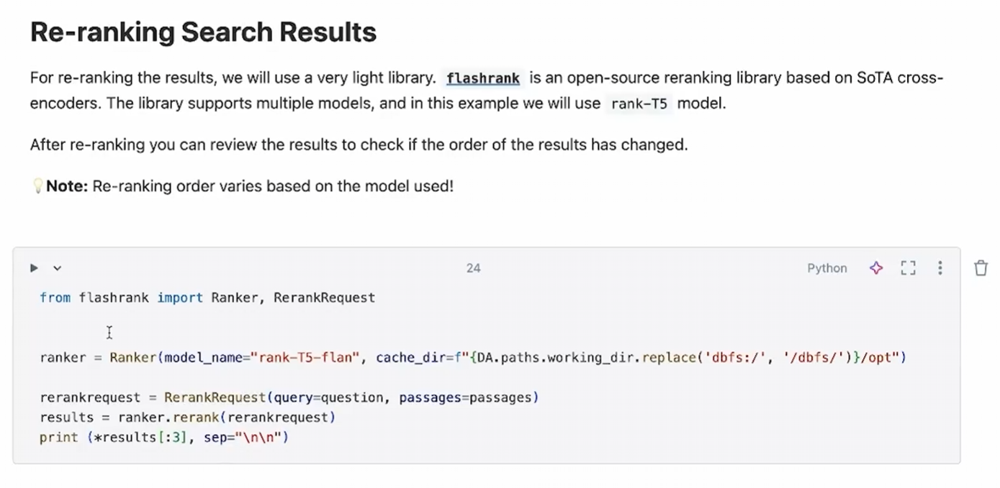 Re-ranking Search Results
For re-ranking the results, we will use a very light library. flashrank is an open-source reranking library based on SoTA cross-
encoders. The library supports multiple models, and in this example we will use rank-T5 model.
After re-ranking you can review the results to check if the order of the results has changed.
💡Note: Re-ranking order varies based on the model used!
24
Python
from flashrank import Ranker, RerankRequest
ranker = Ranker(model_name="rank-T5-flan", cache_dir=f"{DA.paths.working_dir.replace('dbfs:/', '/dbfs/')}/opt")
rerankrequest = RerankRequest(query=question, passages=passages)
results = ranker.rerank(rerankrequest)
print (*results[:3], sep="\n\n")